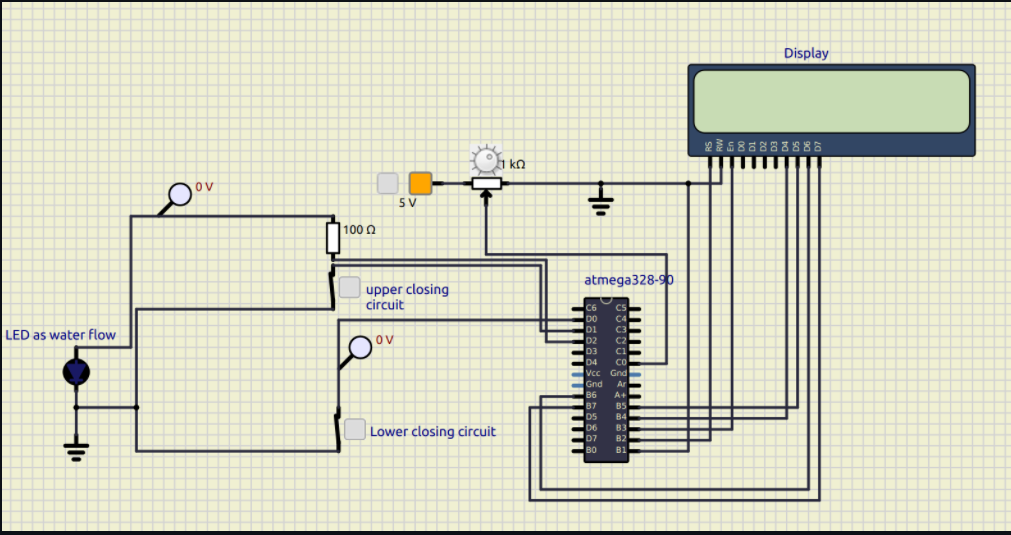 Display
RS RW En D0 D1 D2 D3 D4 D5 D6 D7
1 kΩ
0 V
5 V
100 Ω
atmega328-90
upper closing
circuit
C6 C5
D0 C4
D1 C3
D2 C2
D3 C1
D4 C0
Vcc Gnd
Gnd Ar
B6 A+
B7 B5
D5 B4
D6 B3
D7 B2
B0 B1
LED as water flow
0 V
Lower closing circuit